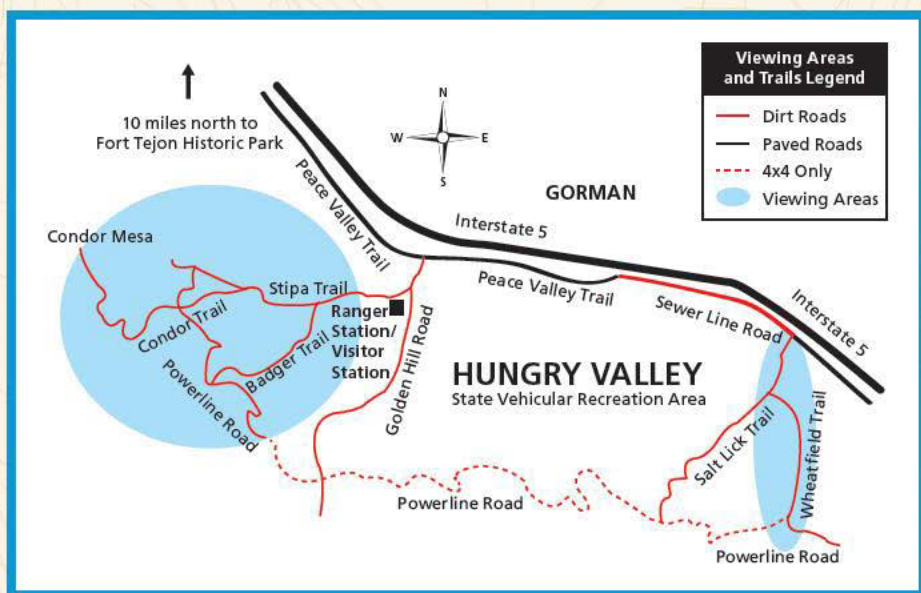 Viewing Areas
and Trails Legend
Dirt Roads
Paved Roads
4x4 Only
Viewing Areas
10 miles north to
Fort Tejon Historic Park
N
W
E
S
GORMAN
Peace Valley Trail
Interstate 5
Condor Mesa
Stipa Trail
Peace Valley Trail
Sewer Line Road
Interstate 5
Condor Trail
Badger Trail
Ranger
Station/
Visitor
Station
Golden Hill Road
HUNGRY VALLEY
State Vehicular Recreation Area
Powerline Road
Salt Lick Trail
Wheatfield Trail
Powerline Road
Powerline Road